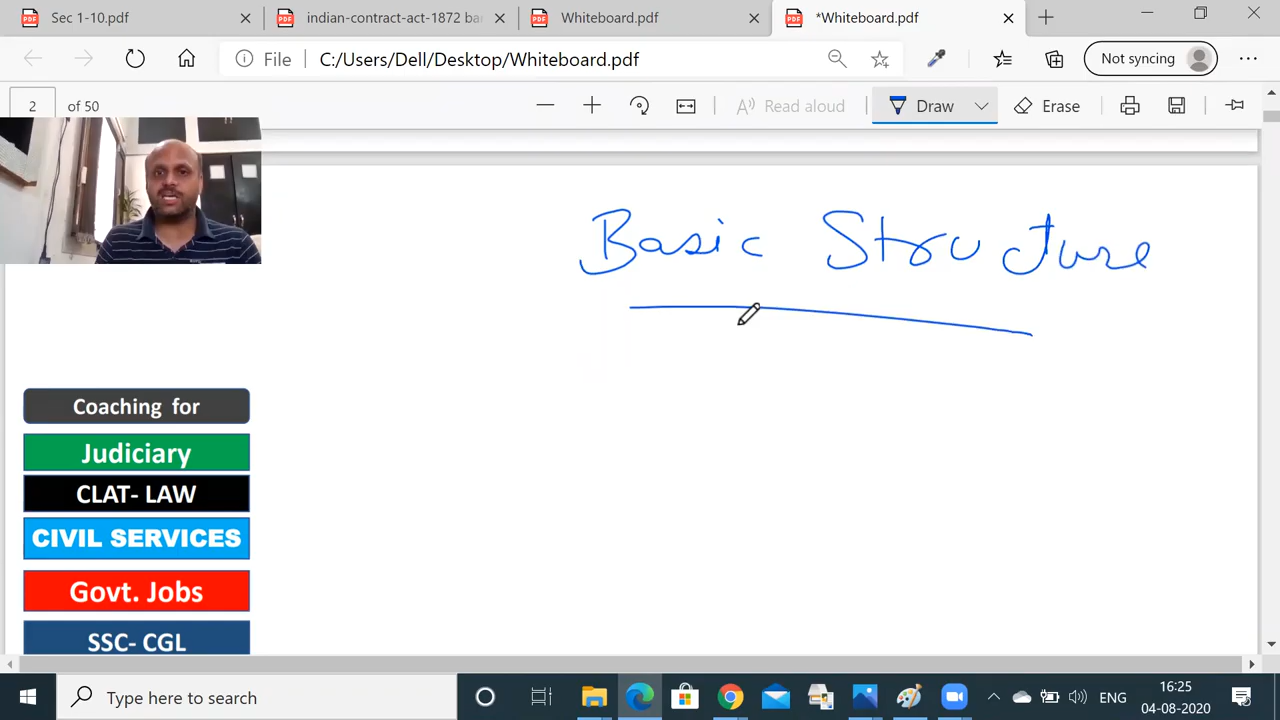 Sec 1-10.pdf
indian-contract-act-1872 ba
Whiteboard.pdf
*Whiteboard.pdf
File C:/Users/Dell/Desktop/Whiteboard.pdf
Not syncing
2 of 50
Read aloud
Draw
Erase
Basic Structure
Coaching for
Judiciary
CLAT- LAW
CIVIL SERVICES
Govt. Jobs
SSC- CGL
Type here to search
ENG
16:25
04-08-2020